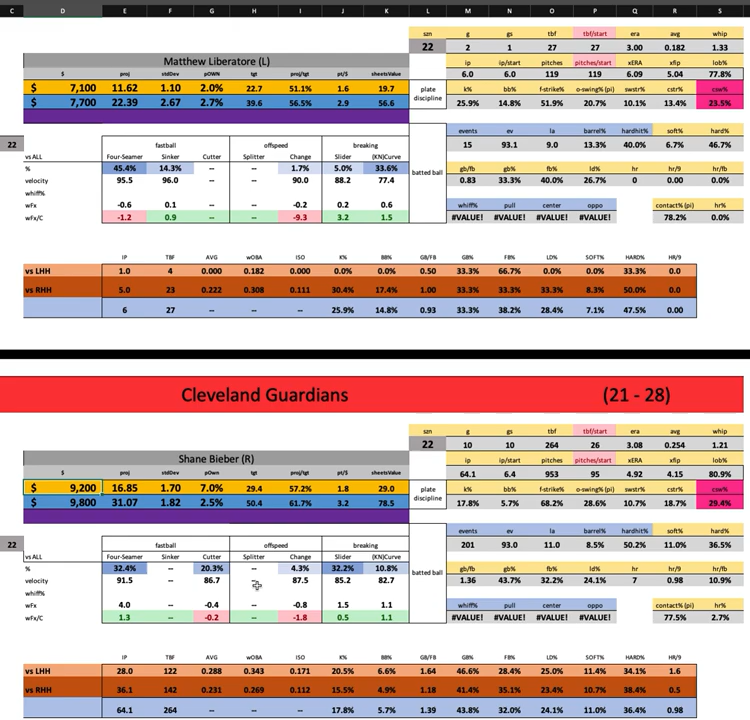 C D E F G H I J K L M N O P Q R S
szn g gs tbf tbf/start era avg whip
22 2 1 27 27 3.00 0.182 1.33
Matthew Liberatore (L) ip ip/start pitches pitches/start xERA xfip lob%
6.0 6.0 119 119 6.09 5.04 77.8%
$ proj stdDev pOWN tgt proj/tgt pt/$ sheetsValue
$ 7,100 11.62 1.10 2.0% 22.7 51.1% 1.6 19.7
plate discipline k% bb% f-strike% o-swing% (pi) swstr% cstr% csw%
$ 7,700 22.39 2.67 2.7% 39.6 56.5% 2.9 56.6
25.9% 14.8% 51.9% 20.7% 10.1% 13.4% 23.5%
events ev la barrel% hardhit% soft% hard%
22 fastball offspeed breaking 15 93.1 9.0 13.3% 40.0% 6.7% 46.7%
vs ALL Four-Seamer Sinker Cutter Splitter Change Slider (KN)Curve
% 45.4% 14.3% -- -- 1.7% 5.0% 33.6%
batted ball gb/fb gb% fb% ld% hr hr/9 hr/fb
velocity 95.5 96.0 -- -- 90.0 88.2 77.4
0.83 33.3% 40.0% 26.7% 0 0.00 0.0%
whiff%
wFx -0.6 0.1 -- -- -0.2 0.2 0.6
whiff% pull center oppo contact% (pi) hr%
wFx/C -1.2 0.9 -- -- -9.3 3.2 1.5
#VALUE! #VALUE! #VALUE! #VALUE! 78.2% 0.0%
IP TBF AVG wOBA ISO K% BB% GB/FB GB% FB% LD% SOFT% HARD% HR/9
vs LHH 1.0 4 0.000 0.182 0.000 0.0% 0.0% 0.50 33.3% 66.7% 0.0% 0.0% 33.3% 0.0
vs RHH 5.0 23 0.222 0.308 0.111 30.4% 17.4% 1.00 33.3% 33.3% 33.3% 8.3% 50.0% 0.0
6 27 -- -- -- 25.9% 14.8% 0.93 33.3% 38.2% 28.4% 7.1% 47.5% 0.00
Cleveland Guardians (21 - 28)
szn g gs tbf tbf/start era avg whip
22 10 10 264 26 3.08 0.254 1.21
Shane Bieber (R) ip ip/start pitches pitches/start xERA xfip lob%
64.1 6.4 953 95 4.92 4.15 80.9%
$ proj stdDev pOwn tgt proj/tgt pt/$ sheetsValue
$ 9,200 16.85 1.70 7.0% 29.4 57.2% 1.8 29.0
plate discipline k% bb% f-strike% o-swing% (pi) swstr% cstr% csw%
$ 9,800 31.07 1.82 2.5% 50.4 61.7% 3.2 78.5
17.8% 5.7% 68.2% 28.6% 10.7% 18.7% 29.4%
events ev la barrel% hardhit% soft% hard%
22 fastball offspeed breaking 201 93.0 11.0 8.5% 50.2% 11.0% 36.5%
vs ALL Four-Seamer Sinker Cutter Splitter Change Slider (KN)Curve
% 32.4% -- 20.3% -- 4.3% 32.2% 10.8%
batted ball gb/fb gb% fb% ld% hr hr/9 hr/fb
velocity 91.5 -- 86.7 -- 87.5 85.2 82.7
1.36 43.7% 32.2% 24.1% 7 0.98 10.9%
whiff%
wFx 4.0 -- -0.4 -- -0.8 1.5 1.1
whiff% pull center oppo contact% (pi) hr%
wFx/C 1.3 -- -0.2 -- -1.8 0.5 1.1
#VALUE! #VALUE! #VALUE! #VALUE! 77.5% 2.7%
IP TBF AVG wOBA ISO K% BB% GB/FB GB% FB% LD% SOFT% HARD% HR/9
vs LHH 28.0 122 0.288 0.343 0.171 20.5% 6.6% 1.64 46.6% 28.4% 25.0% 11.4% 34.1% 1.6
vs RHH 36.1 142 0.231 0.269 0.112 15.5% 4.9% 1.18 41.4% 35.1% 23.4% 10.7% 38.4% 0.5
64.1 264 -- -- -- 17.8% 5.7% 1.39 43.8% 32.0% 24.1% 11.0% 36.4% 0.98